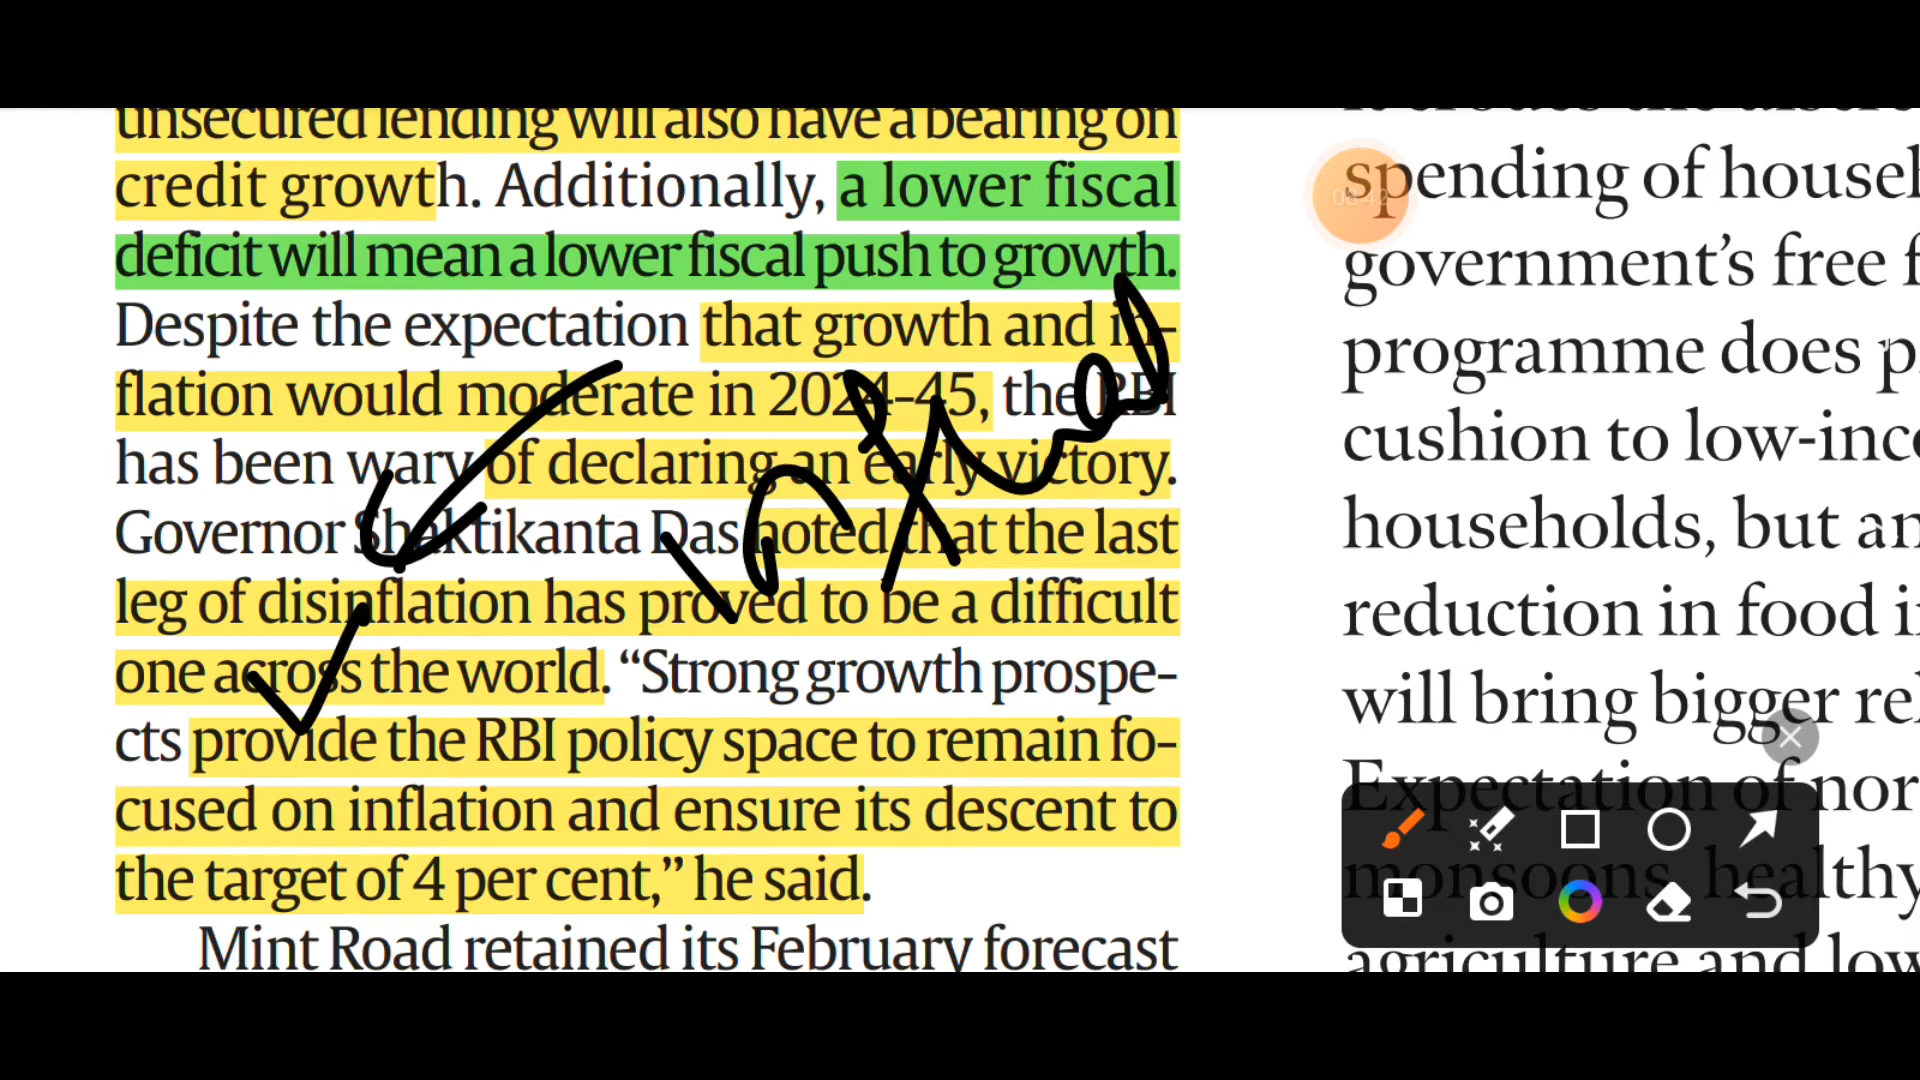 unsecured lending will also have a bearing on
credit growth. Additionally, a lower fiscal
deficit will mean a lower fiscal push to growth.
Despite the expectation that growth and in-
flation would moderate in 2024-45, the RBI
has been wary of declaring an early victory.
Governor Shaktikanta Das noted that the last
leg of disinflation has proved to be a difficult
one across the world. “Strong growth prospe-
cts provide the RBI policy space to remain fo-
cused on inflation and ensure its descent to
the target of 4 per cent,” he said.
Mint Road retained its February forecast
spending of
government’s free
programme does
cushion to
households, but
reduction in food
will bring bigger
Expectation of
monsoons, healthy
agriculture and
08:42